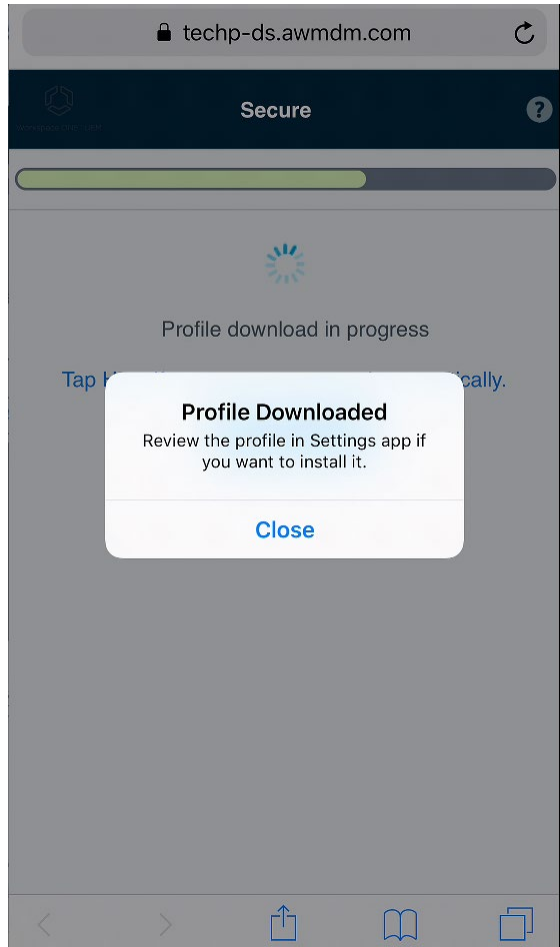 techp-ds.awmdm.com
Secure
?
Profile download in progress
Tap
cally.
Profile Downloaded
Review the profile in Settings app if
you want to install it.
Close